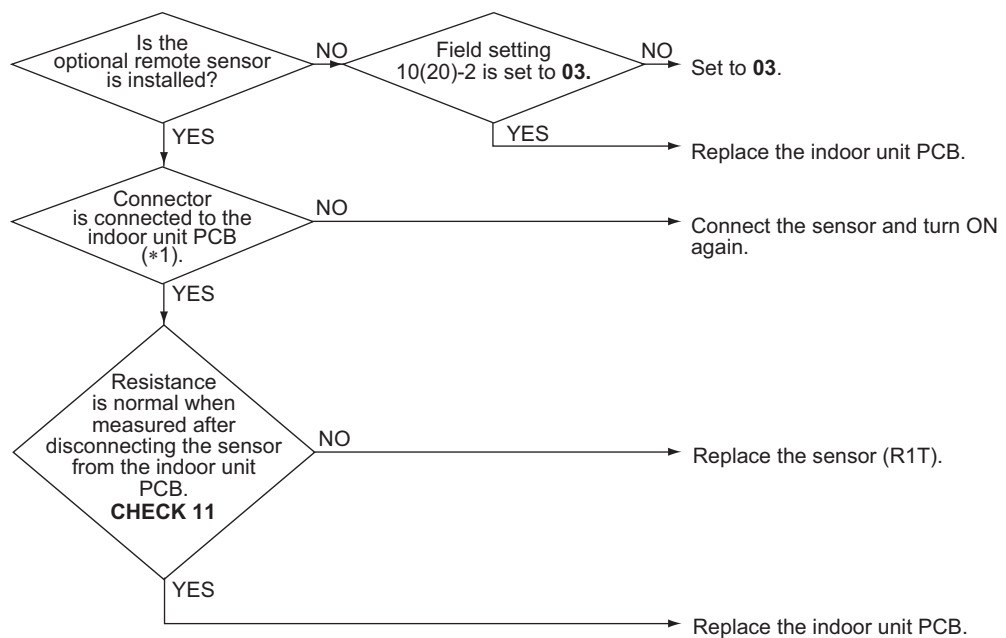 Is the
optional remote sensor
is installed?
NO
Field setting
10(20)-2 is set to 03.
NO
Set to 03.
YES
YES
Replace the indoor unit PCB.
Connector
is connected to the
indoor unit PCB
(*1).
NO
Connect the sensor and turn ON
again.
YES
Resistance
is normal when
measured after
disconnecting the sensor
from the indoor unit
PCB.
CHECK 11
NO
Replace the sensor (R1T).
YES
Replace the indoor unit PCB.